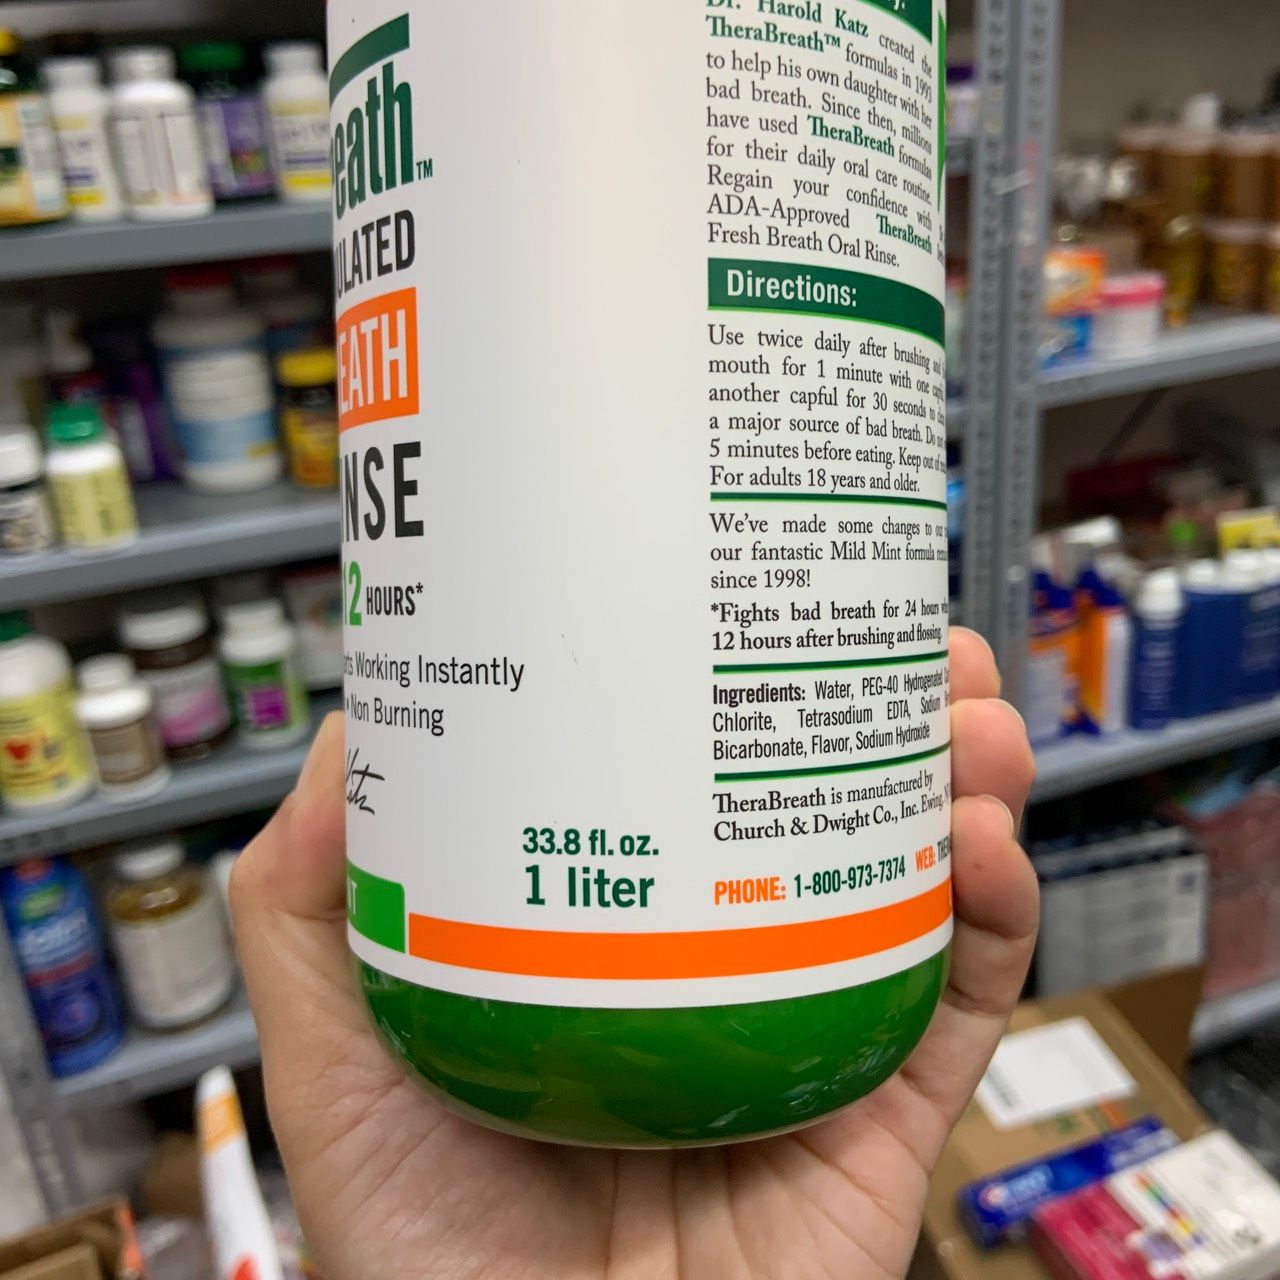 eath™
ULATED
EATH
NSE
12 HOURS*
Working Instantly
• Non Burning
33.8 fl. oz.
1 liter
Dr. Harold Katz created the
TheraBreath™ formulas in 1993
to help his own daughter with her
bad breath. Since then, millions
have used TheraBreath formulas
for their daily oral care routine.
Regain your confidence with
ADA-Approved TheraBreath
Fresh Breath Oral Rinse.
Directions:
Use twice daily after brushing and
mouth for 1 minute with one
another capful for 30 seconds to
a major source of bad breath. Do
5 minutes before eating. Keep out of
For adults 18 years and older.
We've made some changes to our
our fantastic Mild Mint formula
since 1998!
*Fights bad breath for 24 hours
12 hours after brushing and flossing.
Ingredients: Water, PEG-40 Hydrogenated
Chlorite, Tetrasodium EDTA, Sodium
Bicarbonate, Flavor, Sodium Hydroxide
TheraBreath is manufactured by
Church & Dwight Co., Inc. Ewing,
PHONE: 1-800-973-7374 WEB: